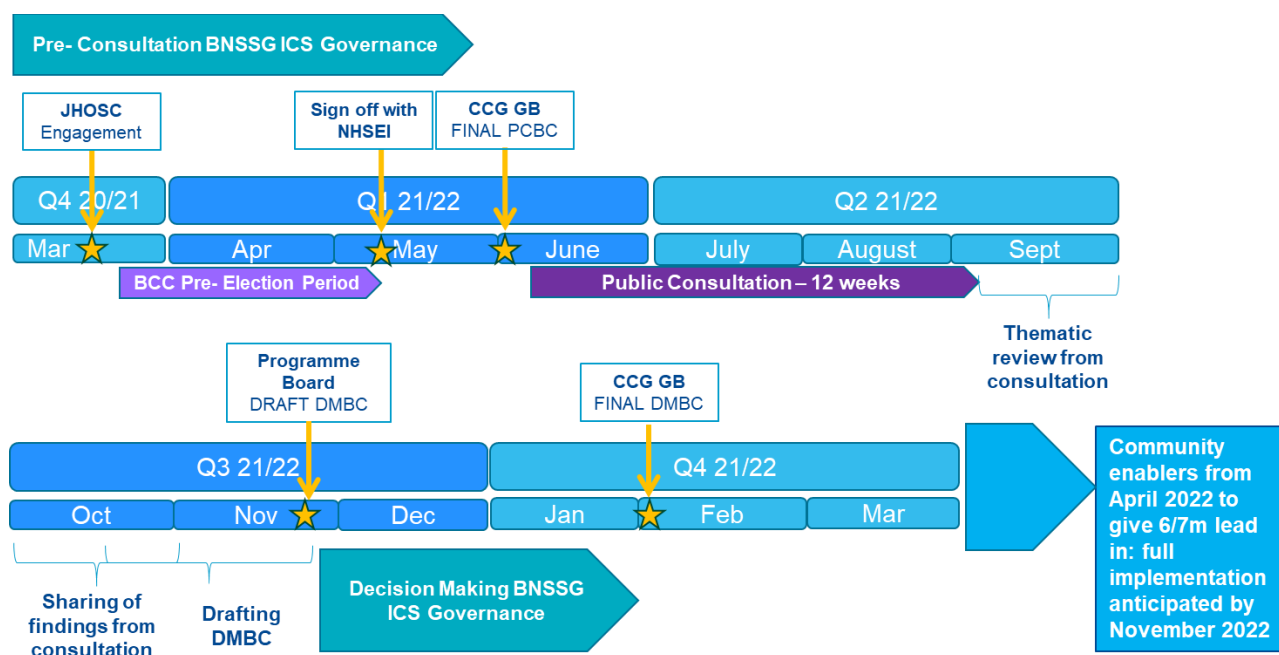 Pre- Consultation BNSSG ICS Governance
JHOSC
Engagement
Sign off with
NHSEI
CCG GB
FINAL PCBC
Q4 20/21
Q1 21/22
Q2 21/22
Mar
Apr
May
June
July
August
Sept
BCC Pre- Election Period
Public Consultation – 12 weeks
Thematic
review from
consultation
Programme
Board
DRAFT DMBC
CCG GB
FINAL DMBC
Q3 21/22
Q4 21/22
Oct
Nov
Dec
Jan
Feb
Mar
Sharing of
findings from
consultation
Drafting
DMBC
Decision Making BNSSG
ICS Governance
Community
enablers from
April 2022 to
give 6/7m lead
in: full
implementation
anticipated by
November 2022